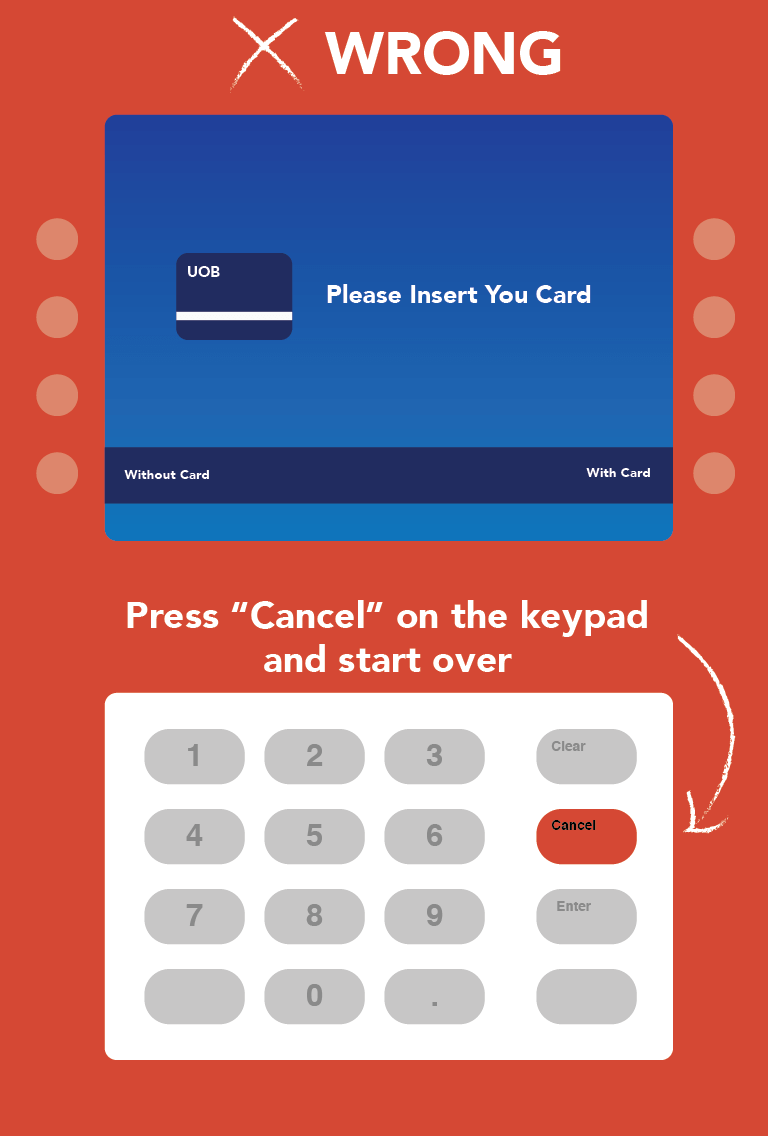 WRONG
UOB
Please Insert You Card
Without Card
With Card
Press “Cancel” on the keypad
and start over
1 2 3 Clear
4 5 6 Cancel
7 8 9 Enter
0 .